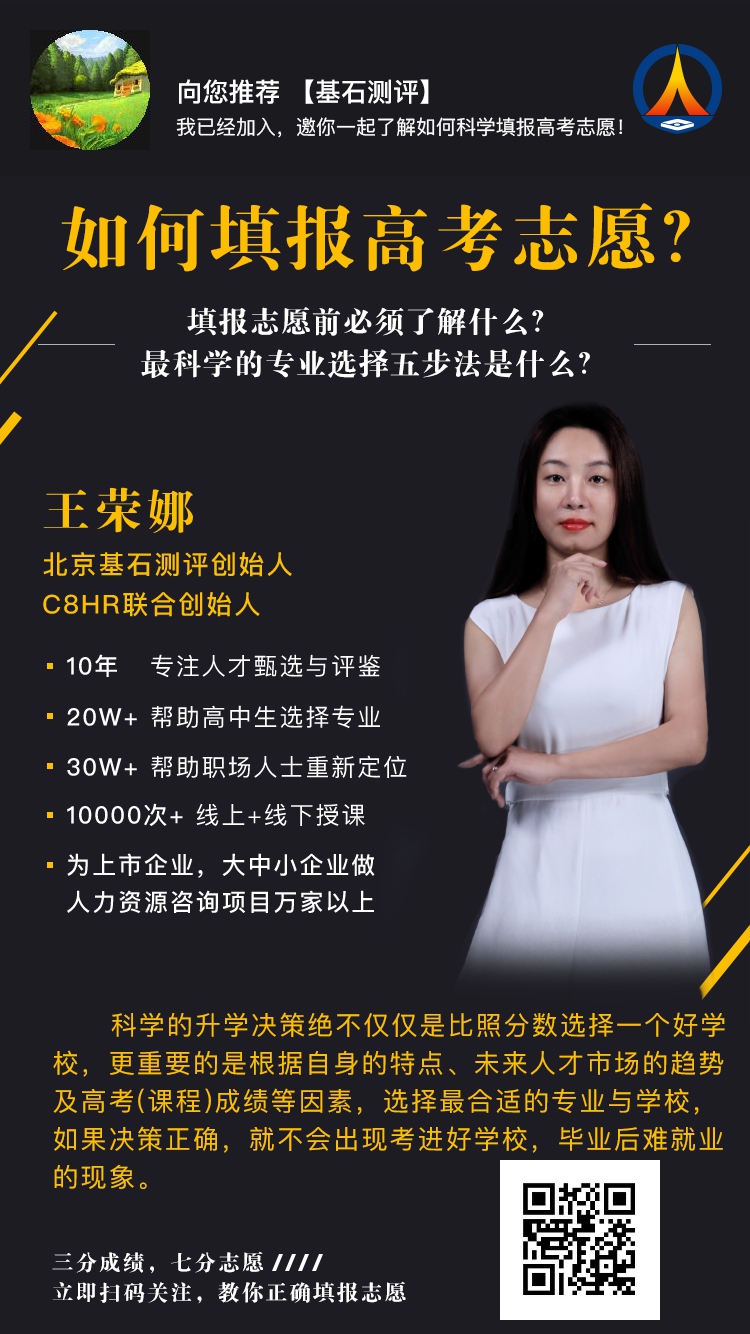 向您推荐 【基石测评】
我已经加入，邀你一起了解如何科学填报高考志愿！
如何填报高考志愿？
填报志愿前必须了解什么？
最科学的专业选择五步法是什么？
王荣娜
北京基石测评创始人
C8HR联合创始人
10年 专注人才甄选与评鉴
20W+ 帮助高中生选择专业
30W+ 帮助职场人士重新定位
10000次+ 线上+线下授课
为上市企业，大中小企业做
人力资源咨询项目万家以上
科学的升学决策绝不仅仅是比照分数选择一个好学
校，更重要的是根据自身的特点、未来人才市场的趋势
及高考(课程)成绩等因素，选择最合适的专业与学校，
如果决策正确，就不会出现考进好学校，毕业后难就业
的现象。
三分成绩，七分志愿 ////
立即扫码关注，教你正确填报志愿